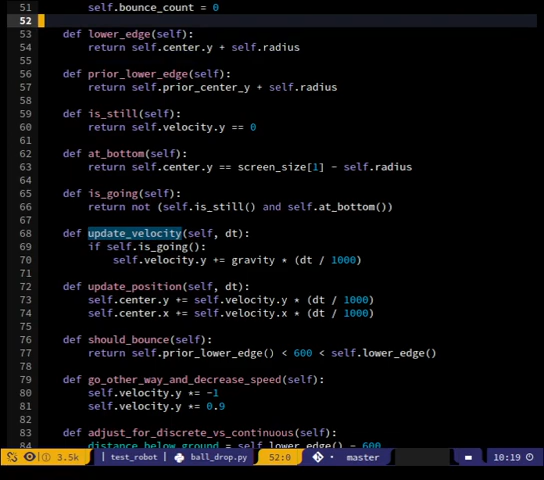 51 self.bounce_count = 0
52
53 def lower_edge(self):
54 return self.center.y + self.radius
55
56 def prior_lower_edge(self):
57 return self.prior_center_y + self.radius
58
59 def is_still(self):
60 return self.velocity.y == 0
61
62 def at_bottom(self):
63 return self.center.y == screen_size[1] - self.radius
64
65 def is_going(self):
66 return not (self.is_still() and self.at_bottom())
67
68 def update_velocity(self, dt):
69 if self.is_going():
70 self.velocity.y += gravity * (dt / 1000)
71
72 def update_position(self, dt):
73 self.center.y += self.velocity.y * (dt / 1000)
74 self.center.x += self.velocity.x * (dt / 1000)
75
76 def should_bounce(self):
77 return self.prior_lower_edge() < 600 < self.lower_edge()
78
79 def go_other_way_and_decrease_speed(self):
80 self.velocity.y *= -1
81 self.velocity.y *= 0.9
82
83 def adjust_for_discrete_vs_continuous(self):
84 distance_below_ground = self.lower_edge() - 600
3.5k | test_robot ball_drop.py 52:0 master 10:19